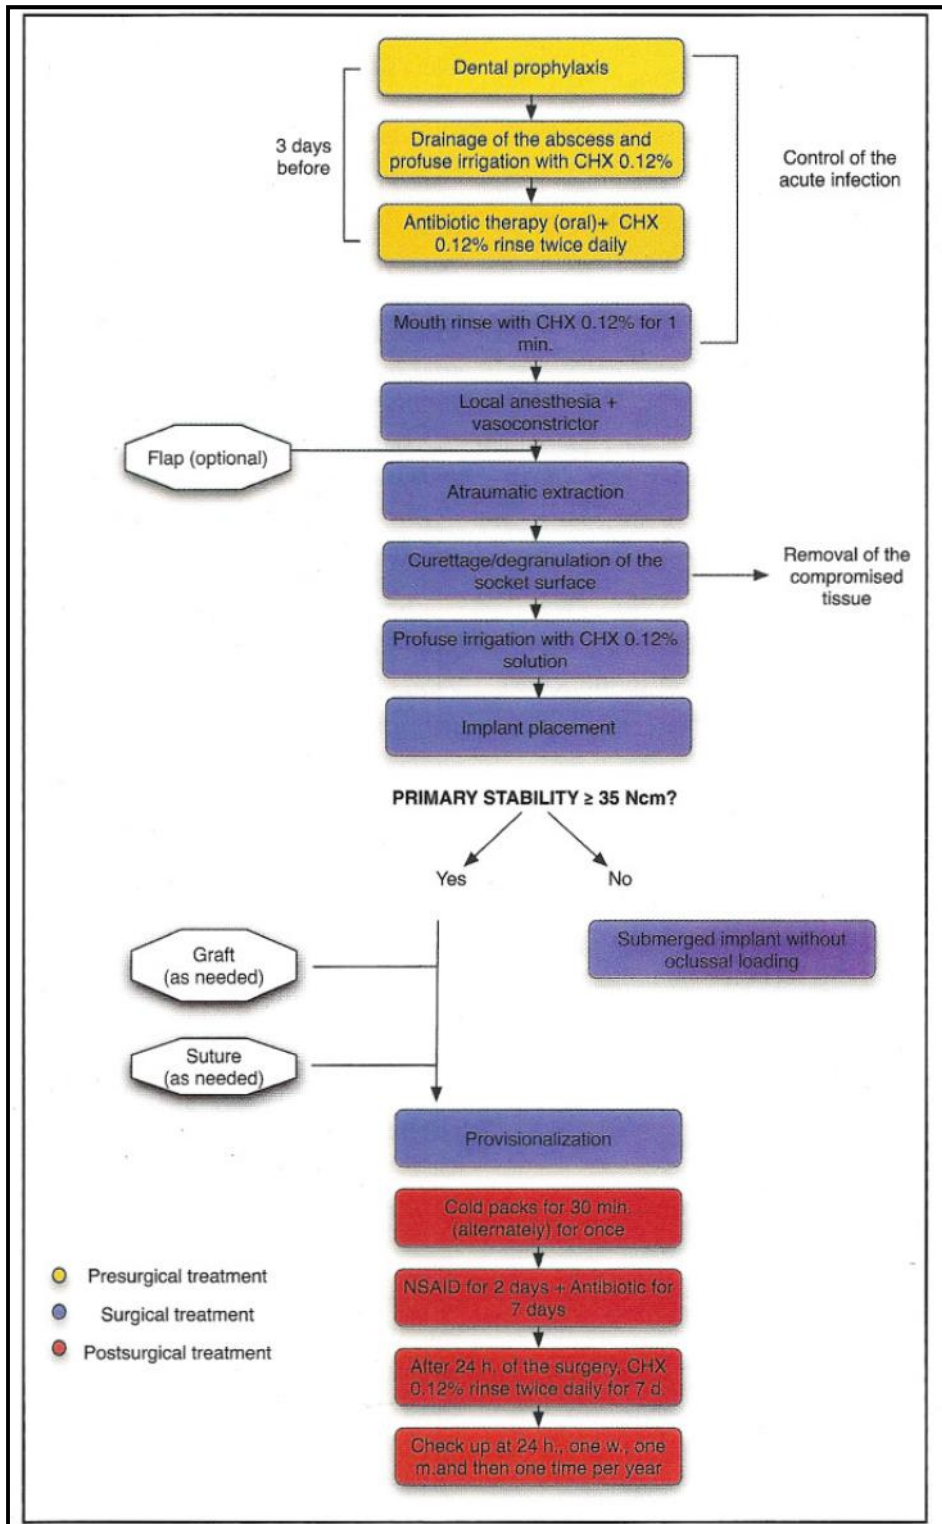 Dental prophylaxis
3 days
before
Drainage of the abscess and
profuse irrigation with CHX 0.12%
Control of the
acute infection
Antibiotic therapy (oral)+ CHX
0.12% rinse twice daily
Mouth rinse with CHX 0.12% for 1
min.
Local anesthesia +
vasoconstrictor
Flap (optional)
Atraumatic extraction
Curettage/degranulation of the
socket surface
Removal of the
compromised
tissue
Profuse irrigation with CHX 0.12%
solution
Implant placement
PRIMARY STABILITY ≥ 35 Ncm?
Yes
No
Graft
(as needed)
Submerged implant without
oclussal loading
Suture
(as needed)
Provisionalization
Cold packs for 30 min.
(alternately) for once
NSAID for 2 days + Antibiotic for
7 days
After 24 h. of the surgery, CHX
0.12% rinse twice daily for 7 d.
Check up at 24 h., one w., one
m.and then one time per year
Presurgical treatment
Surgical treatment
Postsurgical treatment